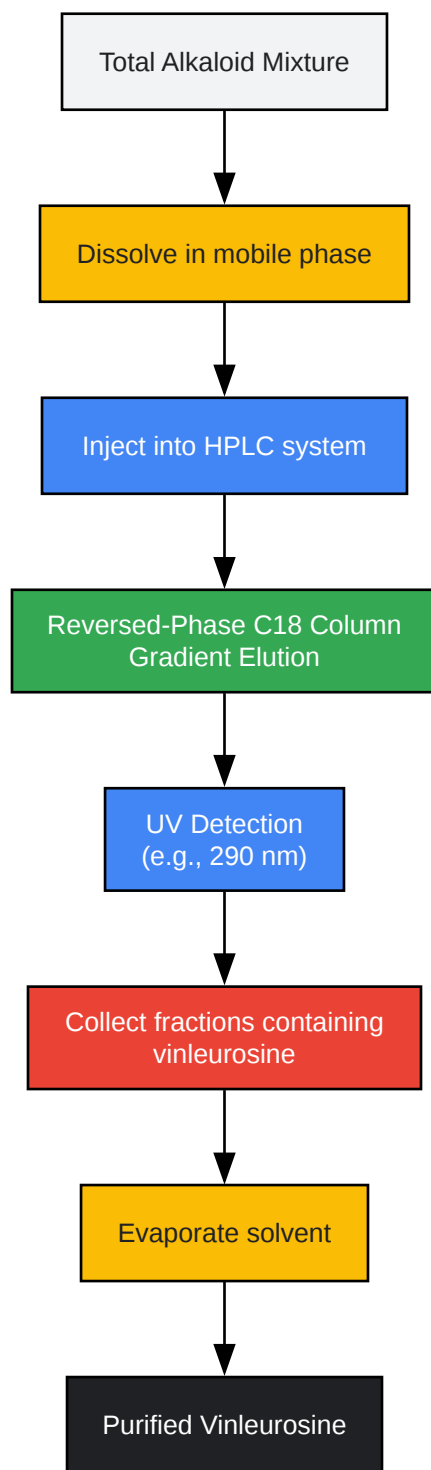 Total Alkaloid Mixture
Dissolve in mobile phase
Inject into HPLC system
Reversed-Phase C18 Column
Gradient Elution
UV Detection
(e.g., 290 nm)
Collect fractions containing
vinleurosine
Evaporate solvent
Purified Vinleurosine